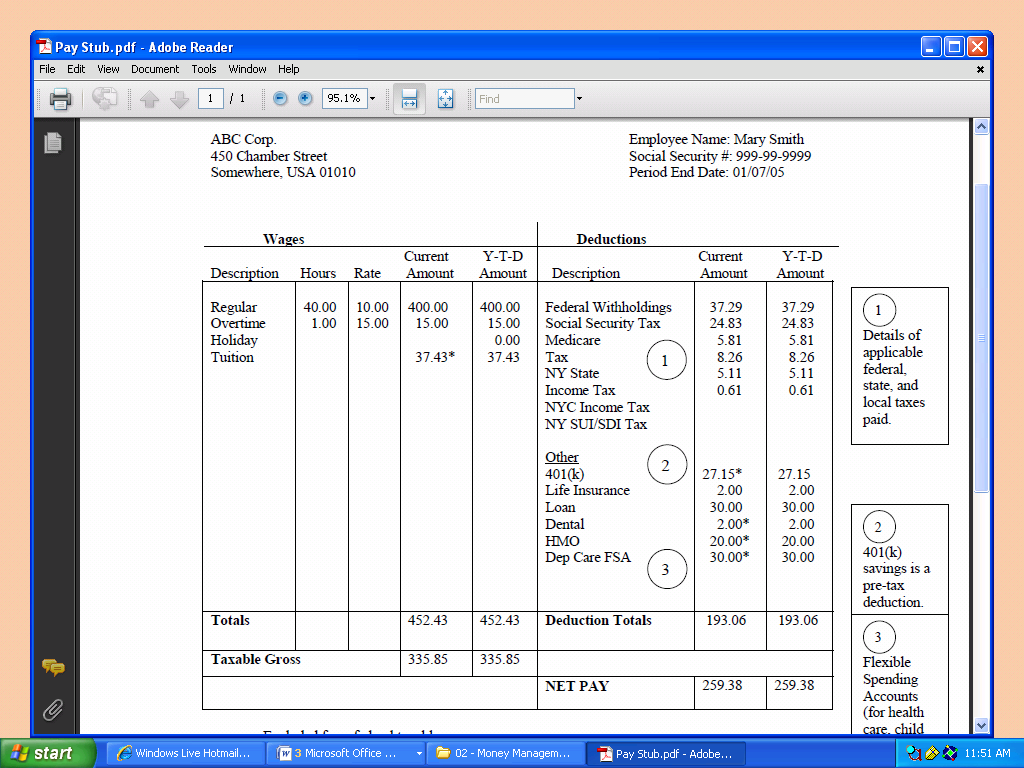 Pay Stub.pdf - Adobe Reader
File Edit View Document Tools Window Help
1 / 1 95.1% Find
ABC Corp. Employee Name: Mary Smith
450 Chamber Street Social Security #: 999-99-9999
Somewhere, USA 01010 Period End Date: 01/07/05
Wages Deductions
Current Y-T-D Current Y-T-D
Description Hours Rate Amount Amount Description Amount Amount
Regular 40.00 10.00 400.00 400.00 Federal Withholdings 37.29 37.29
Overtime 1.00 15.00 15.00 15.00 Social Security Tax 24.83 24.83
Holiday 0.00 Medicare 5.81 5.81
Tuition 37.43* 37.43 Tax 8.26 8.26
NY State 5.11 5.11
Income Tax 0.61 0.61
NYC Income Tax
NY SUI/SDI Tax
1
Other
401(k) 27.15* 27.15
2
Life Insurance 2.00 2.00
Loan 30.00 30.00
Dental 2.00* 2.00
HMO 20.00* 20.00
Dep Care FSA 30.00* 30.00
3
Totals 452.43 452.43 Deduction Totals 193.06 193.06
Taxable Gross 335.85 335.85
NET PAY 259.38 259.38
1
Details of
applicable
federal,
state, and
local taxes
paid.
2
401(k)
savings is a
pre-tax
deduction.
3
Flexible
Spending
Accounts
(for health
care, child
start Windows Live Hotmail... 3 Microsoft Office ... 02 - Money Managem... Pay Stub.pdf - Adobe... 11:51 AM